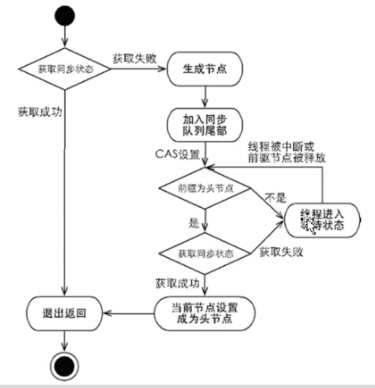 获取同步状态
获取失败
生成节点
获取成功
加入同步
队列尾部
CAS设置
线程被中断或
前驱节点被释放
前驱为头节点
不是
线程进入
待状态
是
获取同步状态
获取失败
获取成功
退出返回
当前节点设置
成为头节点